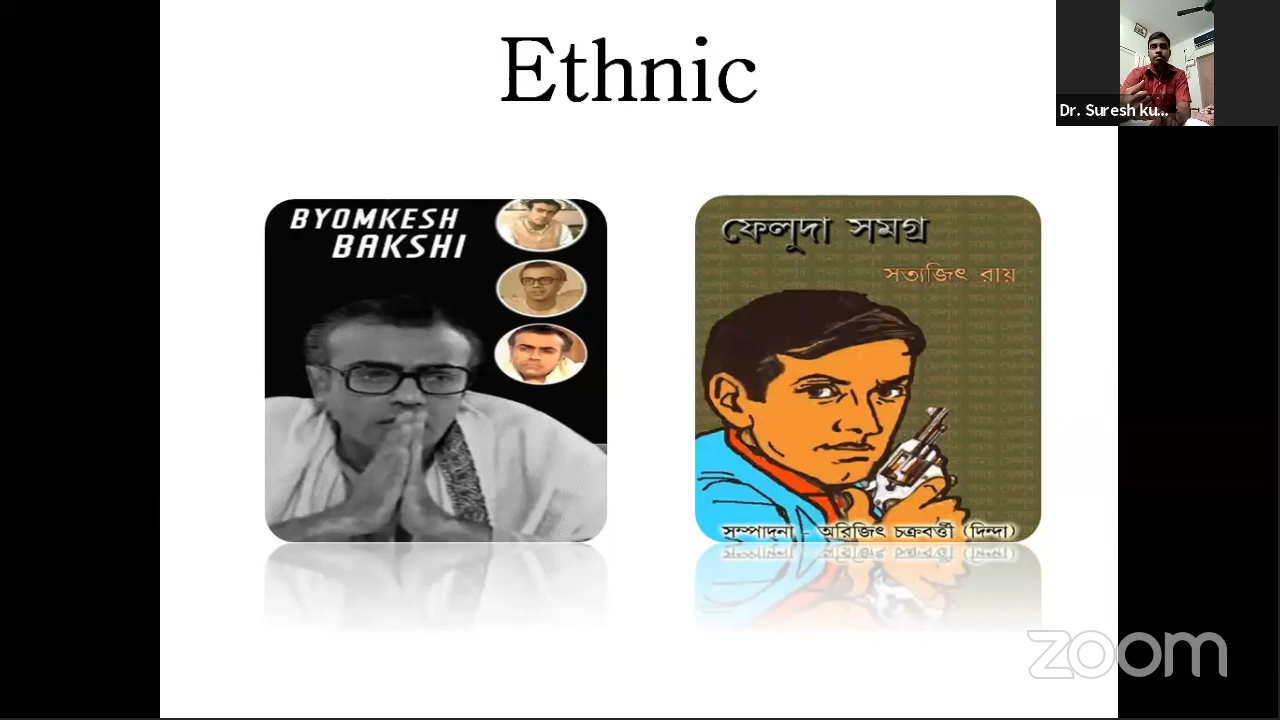 Ethnic
Dr. Suresh ku...
BYOMKESH
BAKSHI
ফেলুদা সমগ্র
সত্যজিৎ রায়
সম্পাদনা - অরিজিৎ চক্রবর্ত্তী (দিন্দা)
zoom